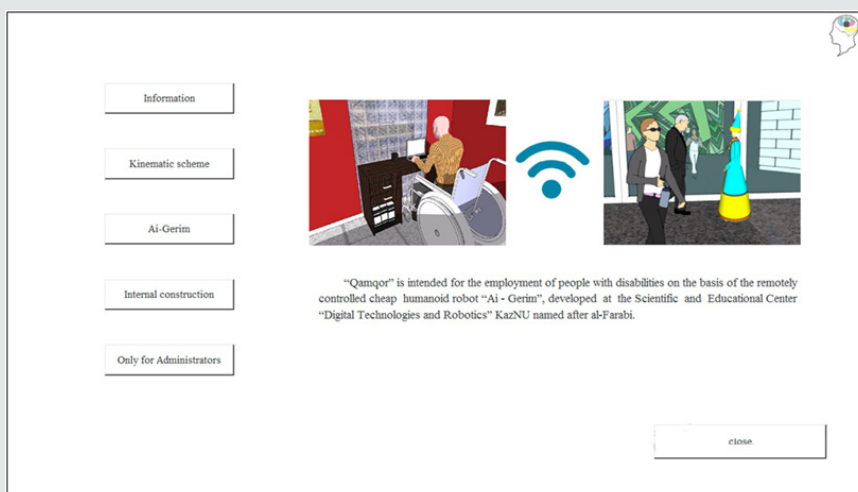 Information
Kinematic scheme
Ai-Gerim
Internal construction
Only for Administrators
“Qamqor” is intended for the employment of people with disabilities on the basis of the remotely
controlled cheap humanoid robot “Ai - Gerim”, developed at the Scientific and Educational Center
“Digital Technologies and Robotics” KazNU named after al-Farabi.
close.